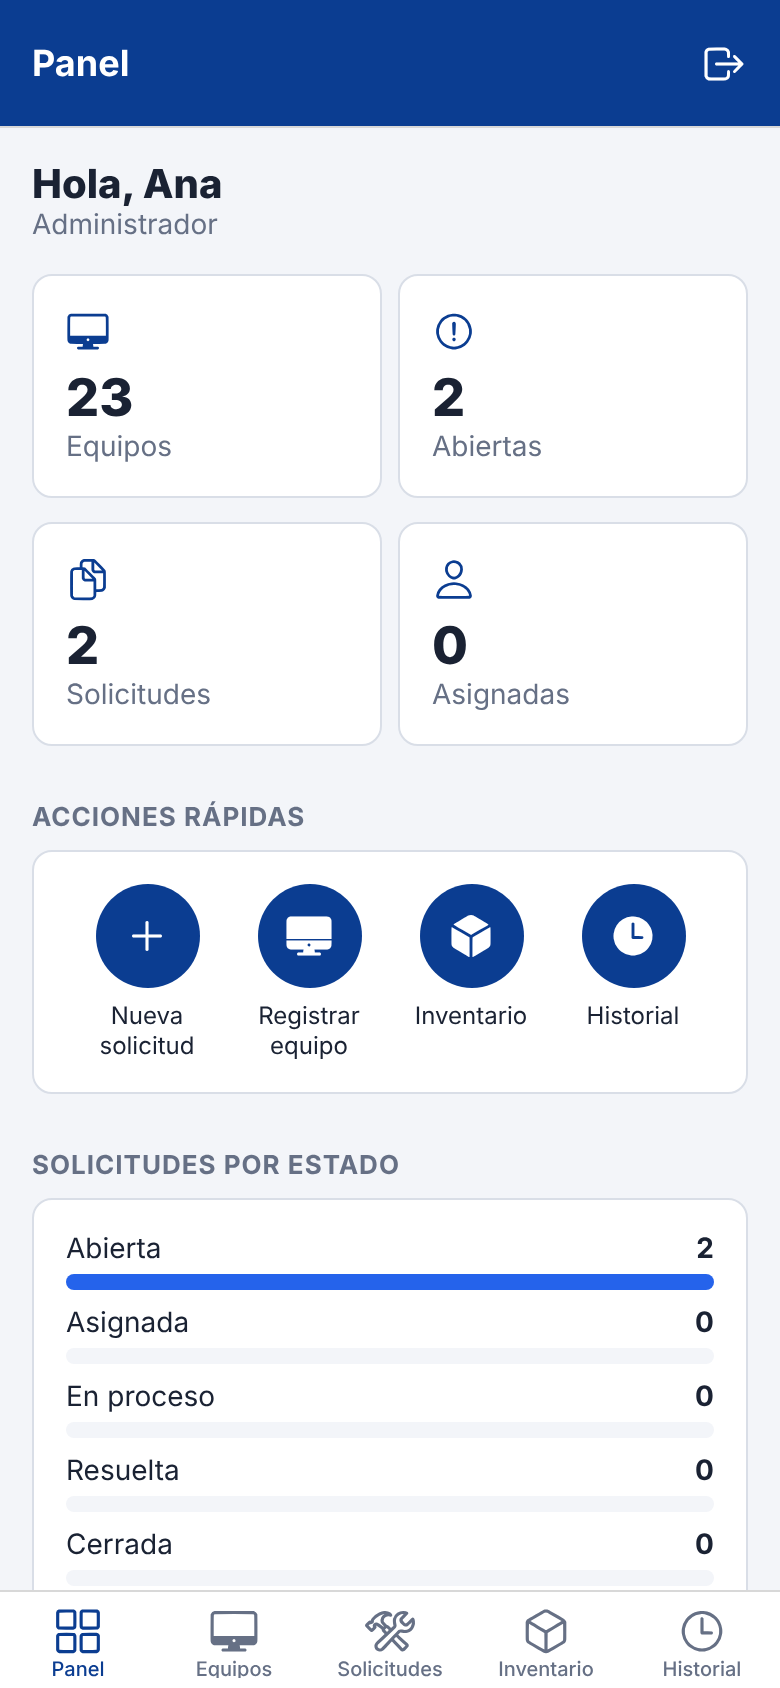 Panel
Hola, Ana
Administrador
23
Equipos
2
Abiertas
2
Solicitudes
0
Asignadas
ACCIONES RÁPIDAS
Nueva
solicitud
Registrar
equipo
Inventario
Historial
SOLICITUDES POR ESTADO
Abierta 2
Asignada 0
En proceso 0
Resuelta 0
Cerrada 0
Panel Equipos Solicitudes Inventario Historial